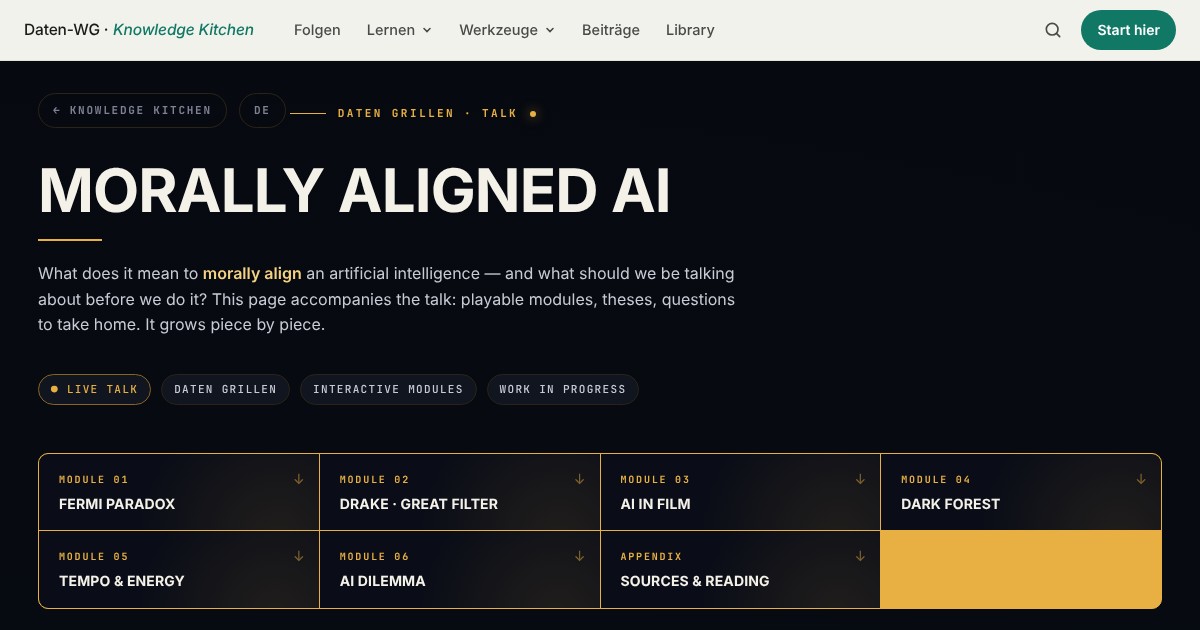 Daten-WG · Knowledge Kitchen
Folgen
Lernen
Werkzeuge
Beiträge
Library
Start hier
← KNOWLEDGE KITCHEN
DE
DATEN GRILLEN · TALK
MORALLY ALIGNED AI
What does it mean to morally align an artificial intelligence — and what should we be talking
about before we do it? This page accompanies the talk: playable modules, theses, questions
to take home. It grows piece by piece.
LIVE TALK
DATEN GRILLEN
INTERACTIVE MODULES
WORK IN PROGRESS
MODULE 01 ↓
FERMI PARADOX
MODULE 02 ↓
DRAKE · GREAT FILTER
MODULE 03 ↓
AI IN FILM
MODULE 04 ↓
DARK FOREST
MODULE 05 ↓
TEMPO & ENERGY
MODULE 06 ↓
AI DILEMMA
APPENDIX ↓
SOURCES & READING